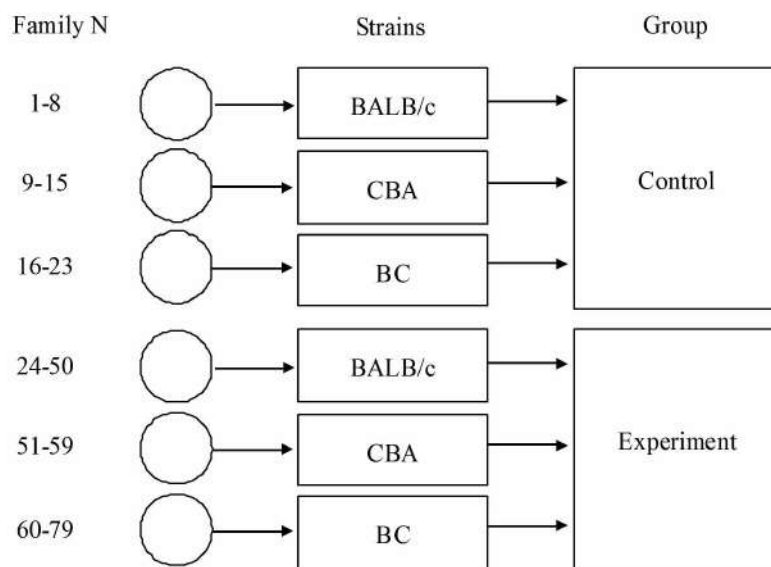 Family N Strains Group
1-8 BALB/c
9-15 CBA Control
16-23 BC
24-50 BALB/c
51-59 CBA Experiment
60-79 BC